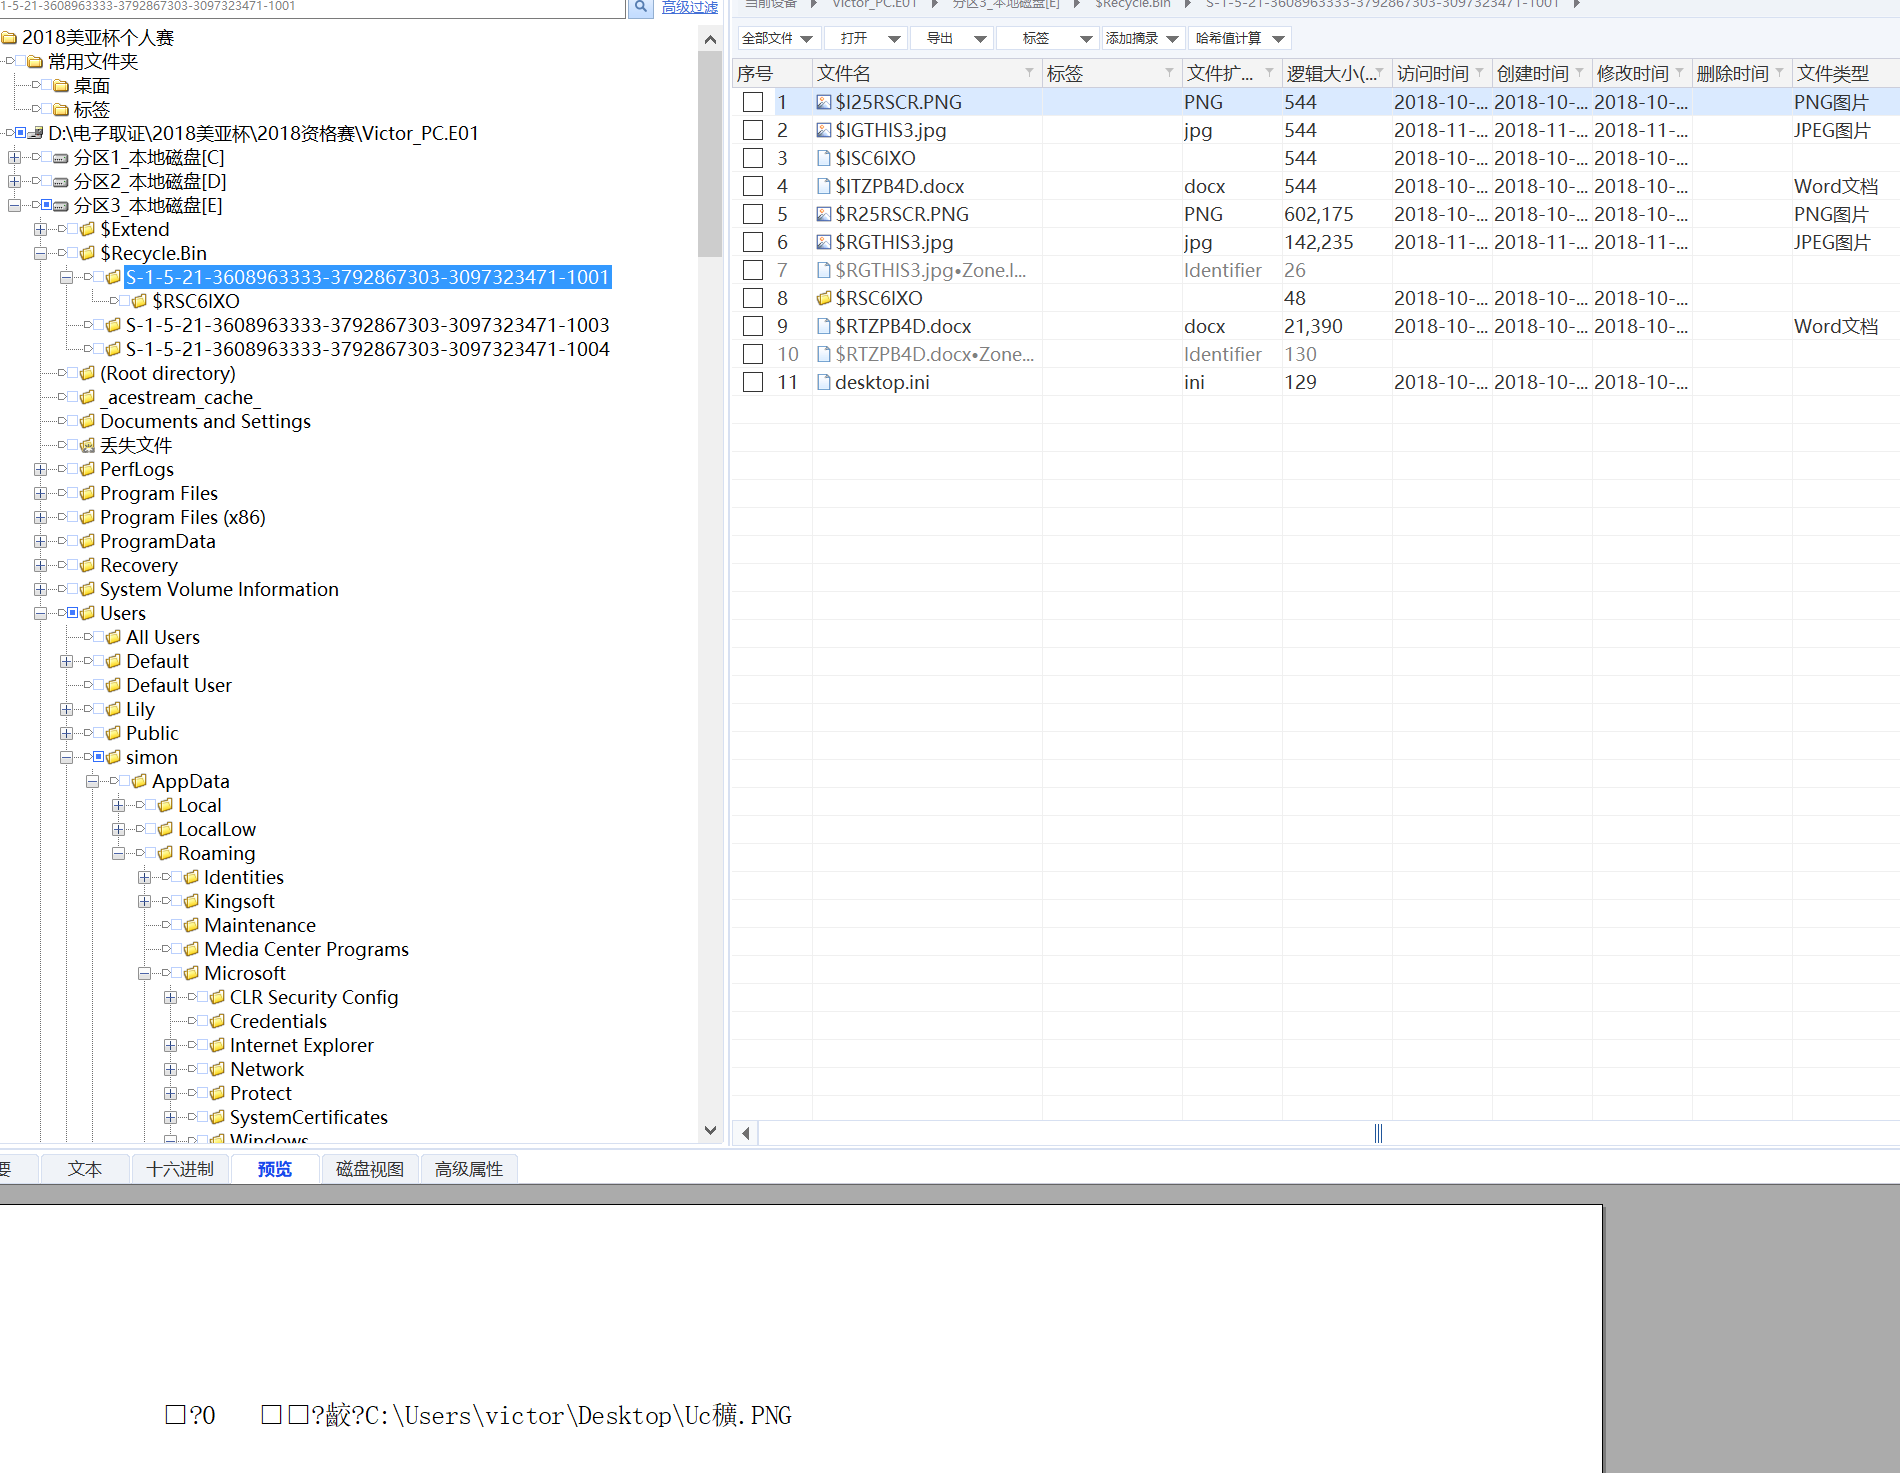 1-5-21-3608963333-3792867303-3097323471-1001
高级过滤
2018美亚杯个人赛
常用文件夹
桌面
标签
D:\电子取证\2018美亚杯\2018资格赛\Victor_PC.E01
分区1_本地磁盘[C]
分区2_本地磁盘[D]
分区3_本地磁盘[E]
$Extend
$Recycle.Bin
S-1-5-21-3608963333-3792867303-3097323471-1001
$RSC6IXO
S-1-5-21-3608963333-3792867303-3097323471-1003
S-1-5-21-3608963333-3792867303-3097323471-1004
(Root directory)
_acestream_cache_
Documents and Settings
丢失文件
PerfLogs
Program Files
Program Files (x86)
ProgramData
Recovery
System Volume Information
Users
All Users
Default
Default User
Lily
Public
simon
AppData
Local
LocalLow
Roaming
Identities
Kingsoft
Maintenance
Media Center Programs
Microsoft
CLR Security Config
Credentials
Internet Explorer
Network
Protect
SystemCertificates
Windows
当前设备 Victor_PC.E01 分区3_本地磁盘[E] $Recycle.Bin S-1-5-21-3608963333-3792867303-3097323471-1001
全部文件 打开 导出 标签 添加摘录 哈希值计算
序号 文件名 标签 文件扩... 逻辑大小(... 访问时间 创建时间 修改时间 删除时间 文件类型
1 $I25RSCR.PNG PNG 544 2018-10-... 2018-10-... 2018-10-... PNG图片
2 $IGTHIS3.jpg jpg 544 2018-11-... 2018-11-... 2018-11-... JPEG图片
3 $ISC6IXO 544 2018-10-... 2018-10-... 2018-10-...
4 $ITZPB4D.docx docx 544 2018-10-... 2018-10-... 2018-10-... Word文档
5 $R25RSCR.PNG PNG 602,175 2018-10-... 2018-10-... 2018-10-... PNG图片
6 $RGTHIS3.jpg jpg 142,235 2018-11-... 2018-11-... 2018-10-... JPEG图片
7 $RGTHIS3.jpg•Zone.I... Identifier 26
8 $RSC6IXO 48 2018-10-... 2018-10-... 2018-10-...
9 $RTZPB4D.docx docx 21,390 2018-10-... 2018-10-... 2018-10-... Word文档
10 $RTZPB4D.docx•Zone... Identifier 130
11 desktop.ini ini 129 2018-10-... 2018-10-... 2018-10-...
要 文本 十六进制 预览 磁盘视图 高级属性
□?0 □□?齩?C:\Users\victor\Desktop\Uc穬.PNG